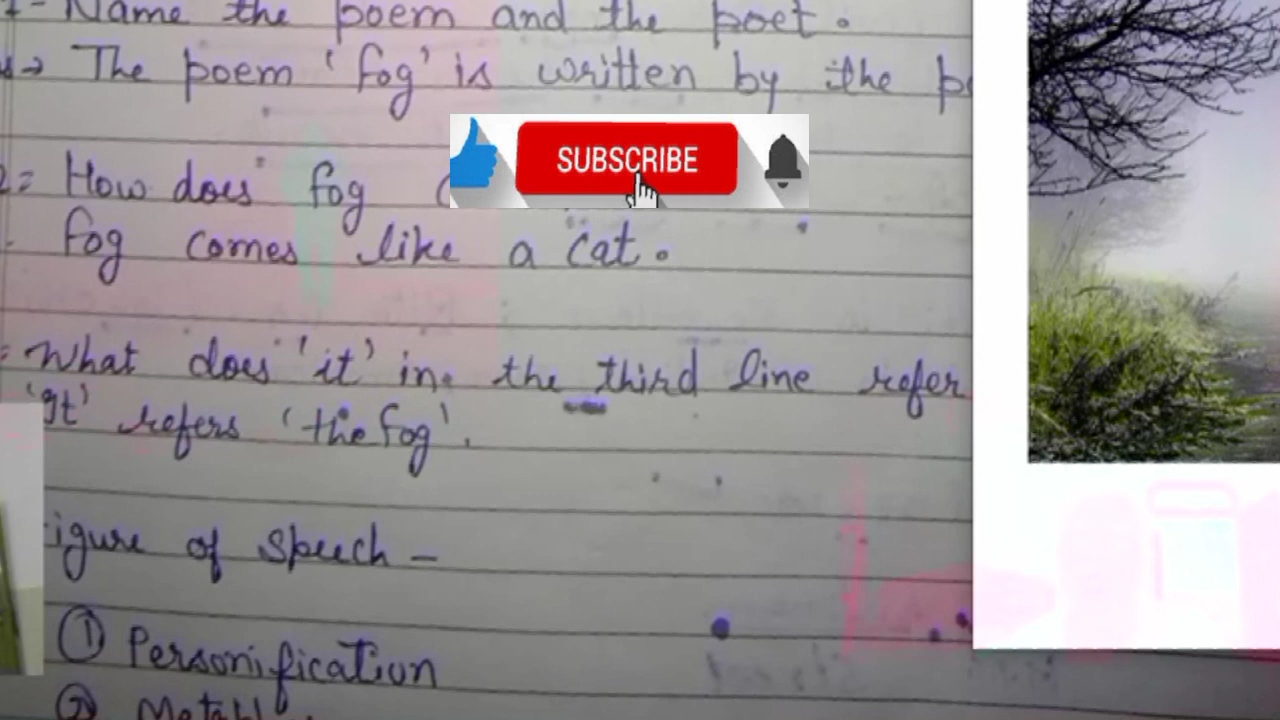 Name the poem and the poet.
The poem 'fog' is written by the
SUBSCRIBE
How does fog
fog comes like a cat.
What does 'it' in the third line refer
'It' refers 'the fog'.
igure of speech -
① Personification
②